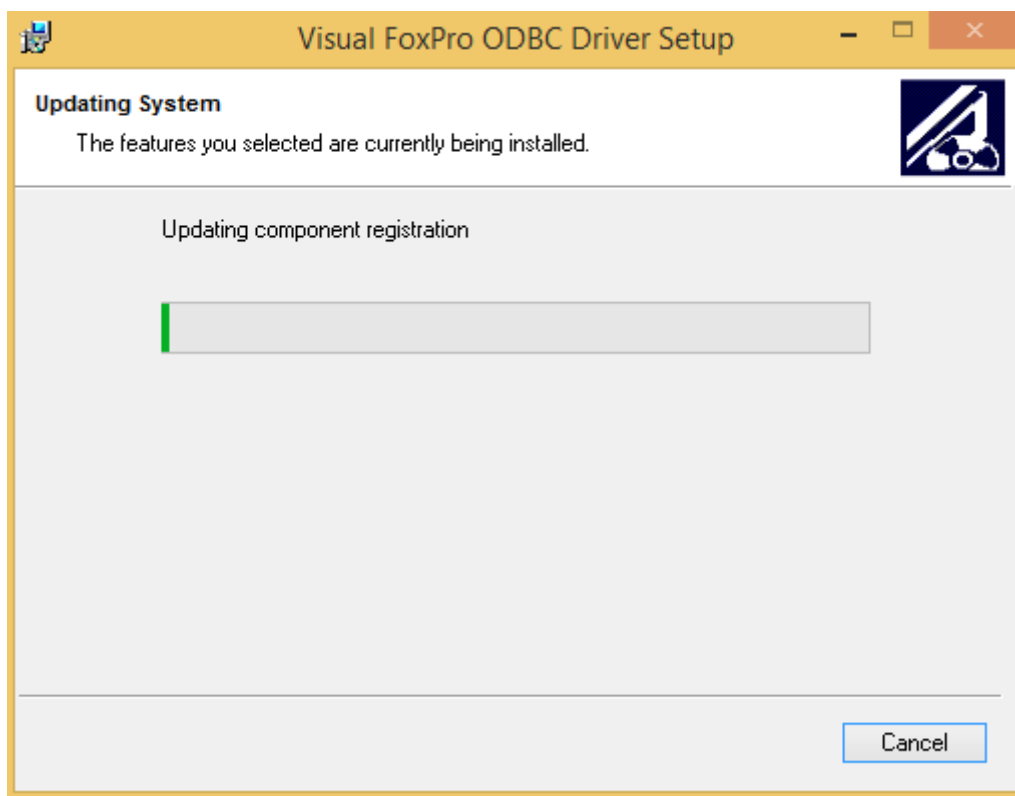 Visual FoxPro ODBC Driver Setup
Updating System
The features you selected are currently being installed.
Updating component registration
Cancel